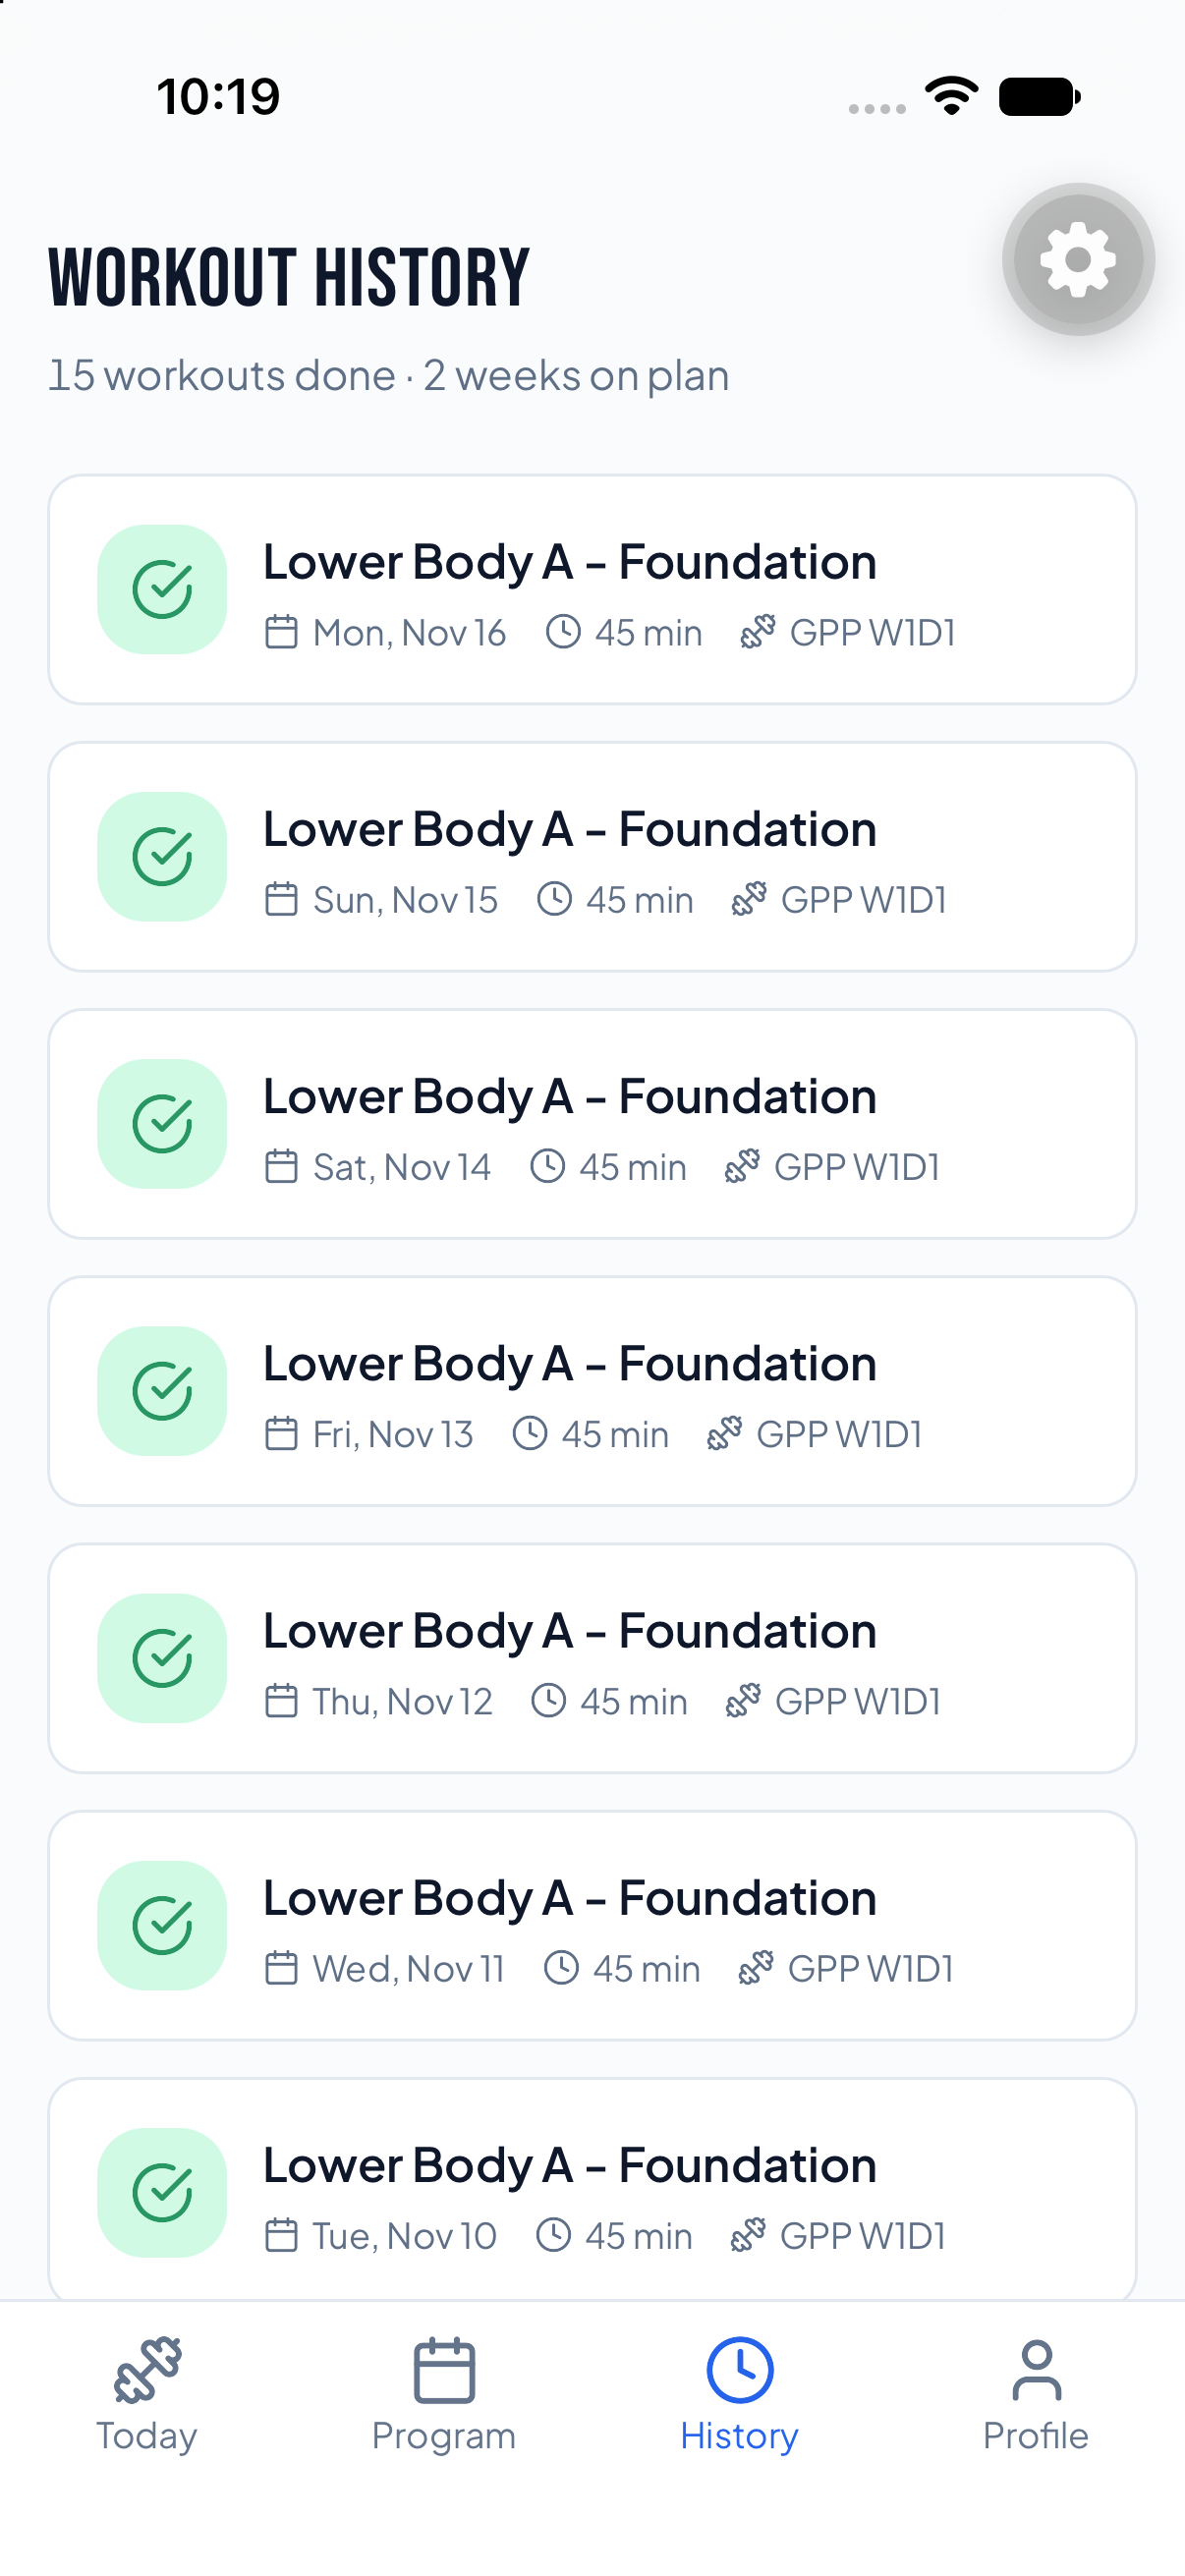 10:19
WORKOUT HISTORY
15 workouts done · 2 weeks on plan
Lower Body A – Foundation
Mon, Nov 16 45 min GPP W1D1
Lower Body A – Foundation
Sun, Nov 15 45 min GPP W1D1
Lower Body A – Foundation
Sat, Nov 14 45 min GPP W1D1
Lower Body A – Foundation
Fri, Nov 13 45 min GPP W1D1
Lower Body A – Foundation
Thu, Nov 12 45 min GPP W1D1
Lower Body A – Foundation
Wed, Nov 11 45 min GPP W1D1
Lower Body A – Foundation
Tue, Nov 10 45 min GPP W1D1
Today Program History Profile